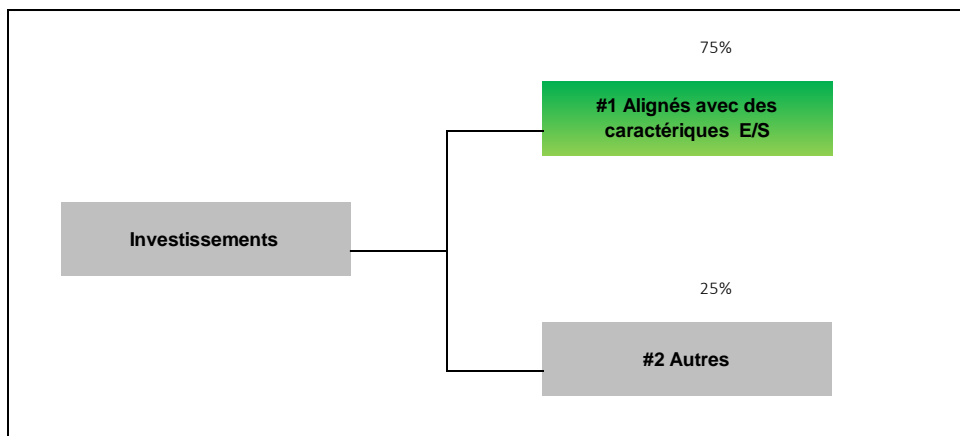 75%
#1 Alignés avec des
caractériques E/S
Investissements
25%
#2 Autres